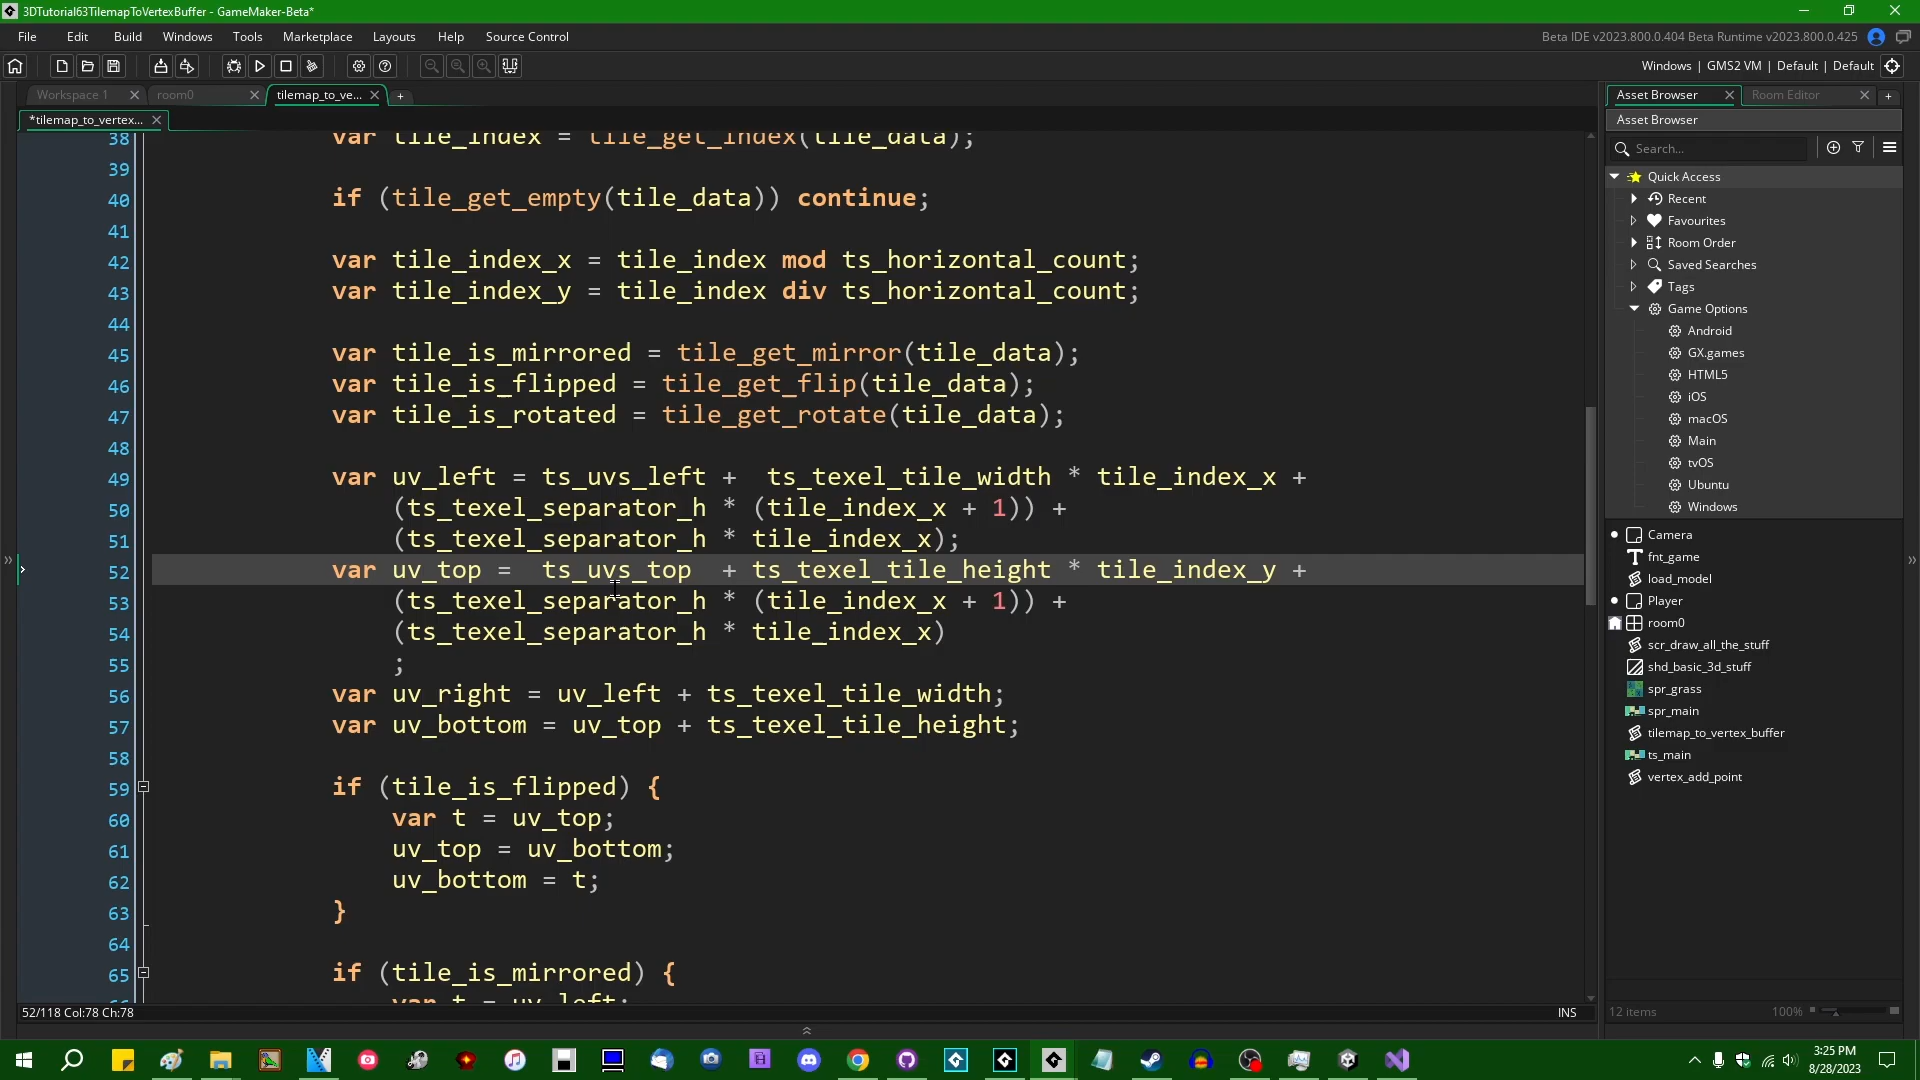 3DTutorial63TilemapToVertexBuffer - GameMaker-Beta*
File Edit Build Windows Tools Marketplace Layouts Help Source Control
Beta IDE v2023.800.0.404 Beta Runtime v2023.800.0.425
Windows | GMS2 VM | Default | Default
Workspace 1
room0
tilemap_to_ve...
*tilemap_to_vertex...
38 var tile_index = tile_get_index(tile_data);
39
40 if (tile_get_empty(tile_data)) continue;
41
42 var tile_index_x = tile_index mod ts_horizontal_count;
43 var tile_index_y = tile_index div ts_horizontal_count;
44
45 var tile_is_mirrored = tile_get_mirror(tile_data);
46 var tile_is_flipped = tile_get_flip(tile_data);
47 var tile_is_rotated = tile_get_rotate(tile_data);
48
49 var uv_left = ts_uvs_left +  ts_texel_tile_width * tile_index_x +
50 (ts_texel_separator_h * (tile_index_x + 1)) +
51 (ts_texel_separator_h * tile_index_x);
52 var uv_top =  ts_uvs_top  + ts_texel_tile_height * tile_index_y +
53 (ts_texel_separator_h * (tile_index_x + 1)) +
54 (ts_texel_separator_h * tile_index_x)
55 ;
56 var uv_right = uv_left + ts_texel_tile_width;
57 var uv_bottom = uv_top + ts_texel_tile_height;
58
59 if (tile_is_flipped) {
60 var t = uv_top;
61 uv_top = uv_bottom;
62 uv_bottom = t;
63 }
64
65 if (tile_is_mirrored) {
66 var t = uv_left;
52/118 Col:78 Ch:78
INS
Asset Browser
Room Editor
Asset Browser
Search...
Quick Access
Recent
Favourites
Room Order
Saved Searches
Tags
Game Options
Android
GX.games
HTML5
iOS
macOS
Main
tvOS
Ubuntu
Windows
Camera
fnt_game
load_model
Player
room0
scr_draw_all_the_stuff
shd_basic_3d_stuff
spr_grass
spr_main
tilemap_to_vertex_buffer
ts_main
vertex_add_point
12 items
100%
3:25 PM
8/28/2023